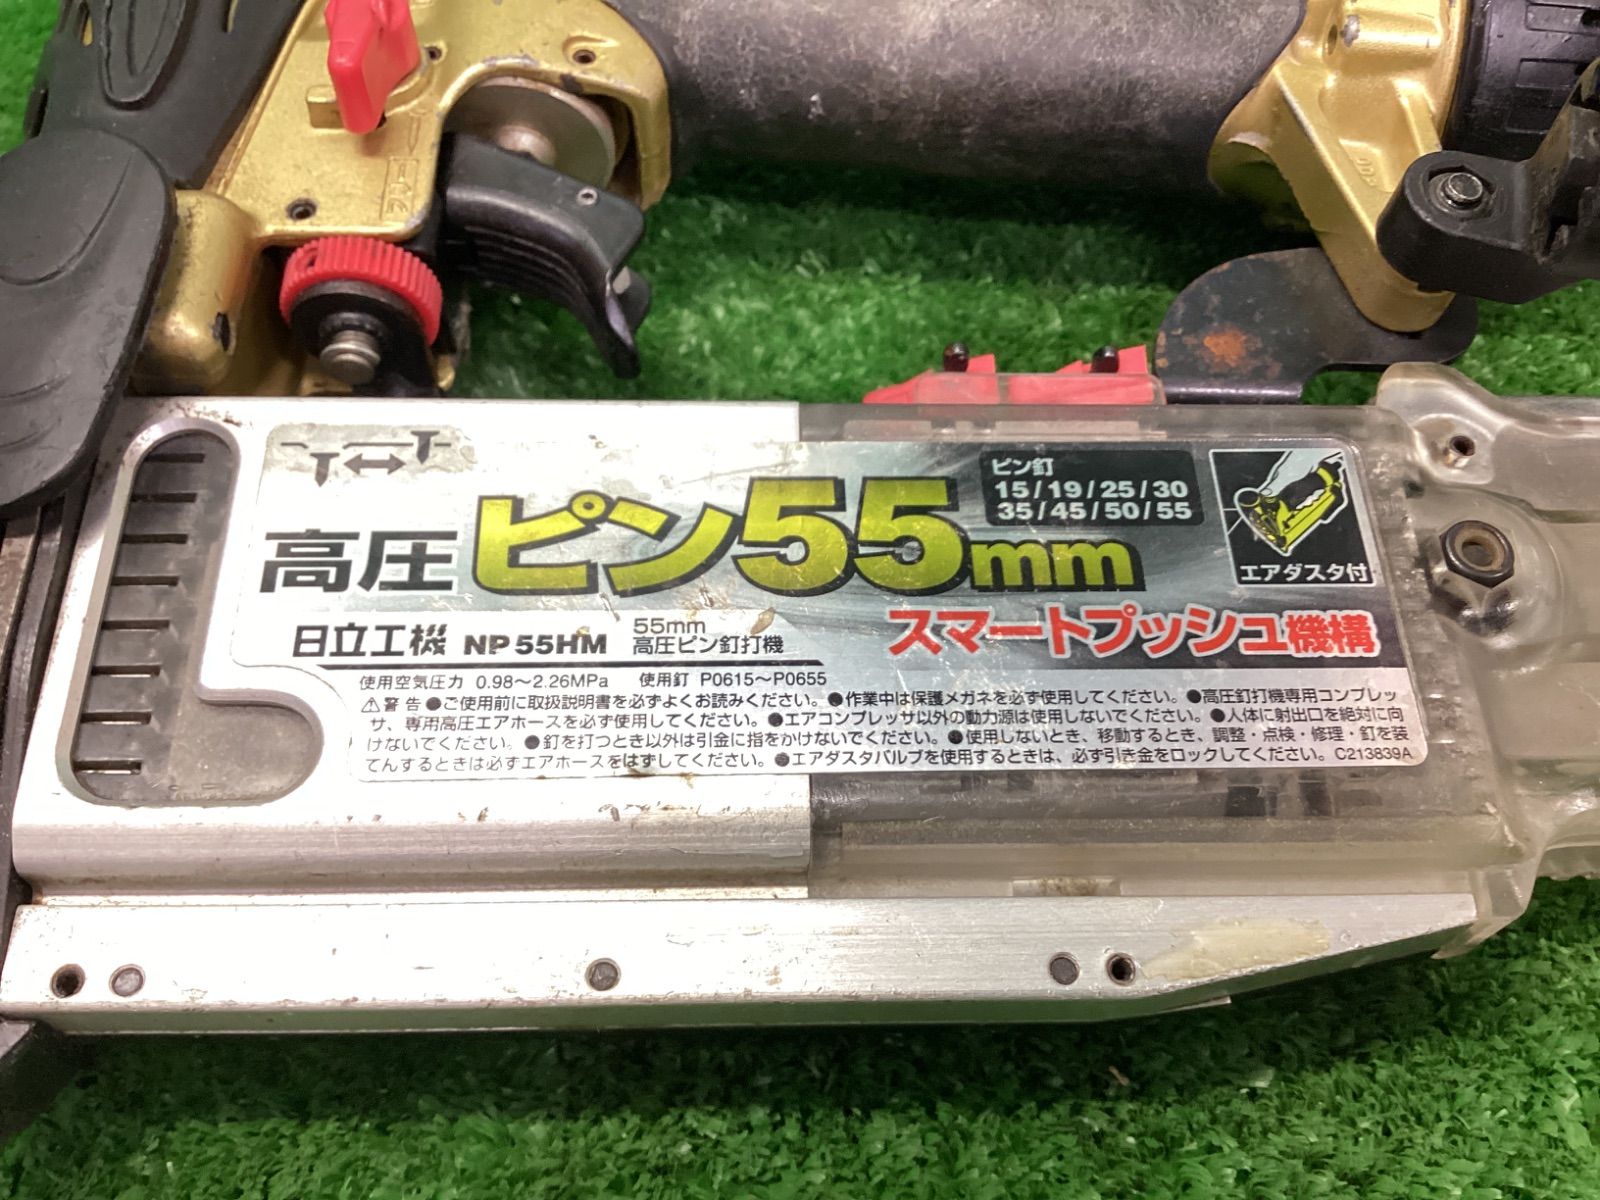 高圧 ピン55mm
ピン釘
15/19/25/30
35/45/50/55
エアダスタ付
日立工機 NP55HM 55mm 高圧ピン釘打機
スマートプッシュ機構
使用空気圧力 0.98～2.26MPa 使用釘 P0615～P0655
⚠警告●ご使用前に取扱説明書を必ずよくお読みください。●作業中は保護メガネを必ず使用してください。●高圧釘打機専用コンプレッ
サ、専用高圧エアホースを必ず使用してください。●エアコンプレッサ以外の動力源は使用しないでください。●人体に射出口を絶対に向
けないでください。●釘を打つとき以外は引金に指をかけないでください。●使用しないとき、移動するとき、調整・点検・修理・釘を装
てんするときは必ずエアホースをはずしてください。●エアダスタバルブを使用するときは、必ず引き金をロックしてください。C213839A